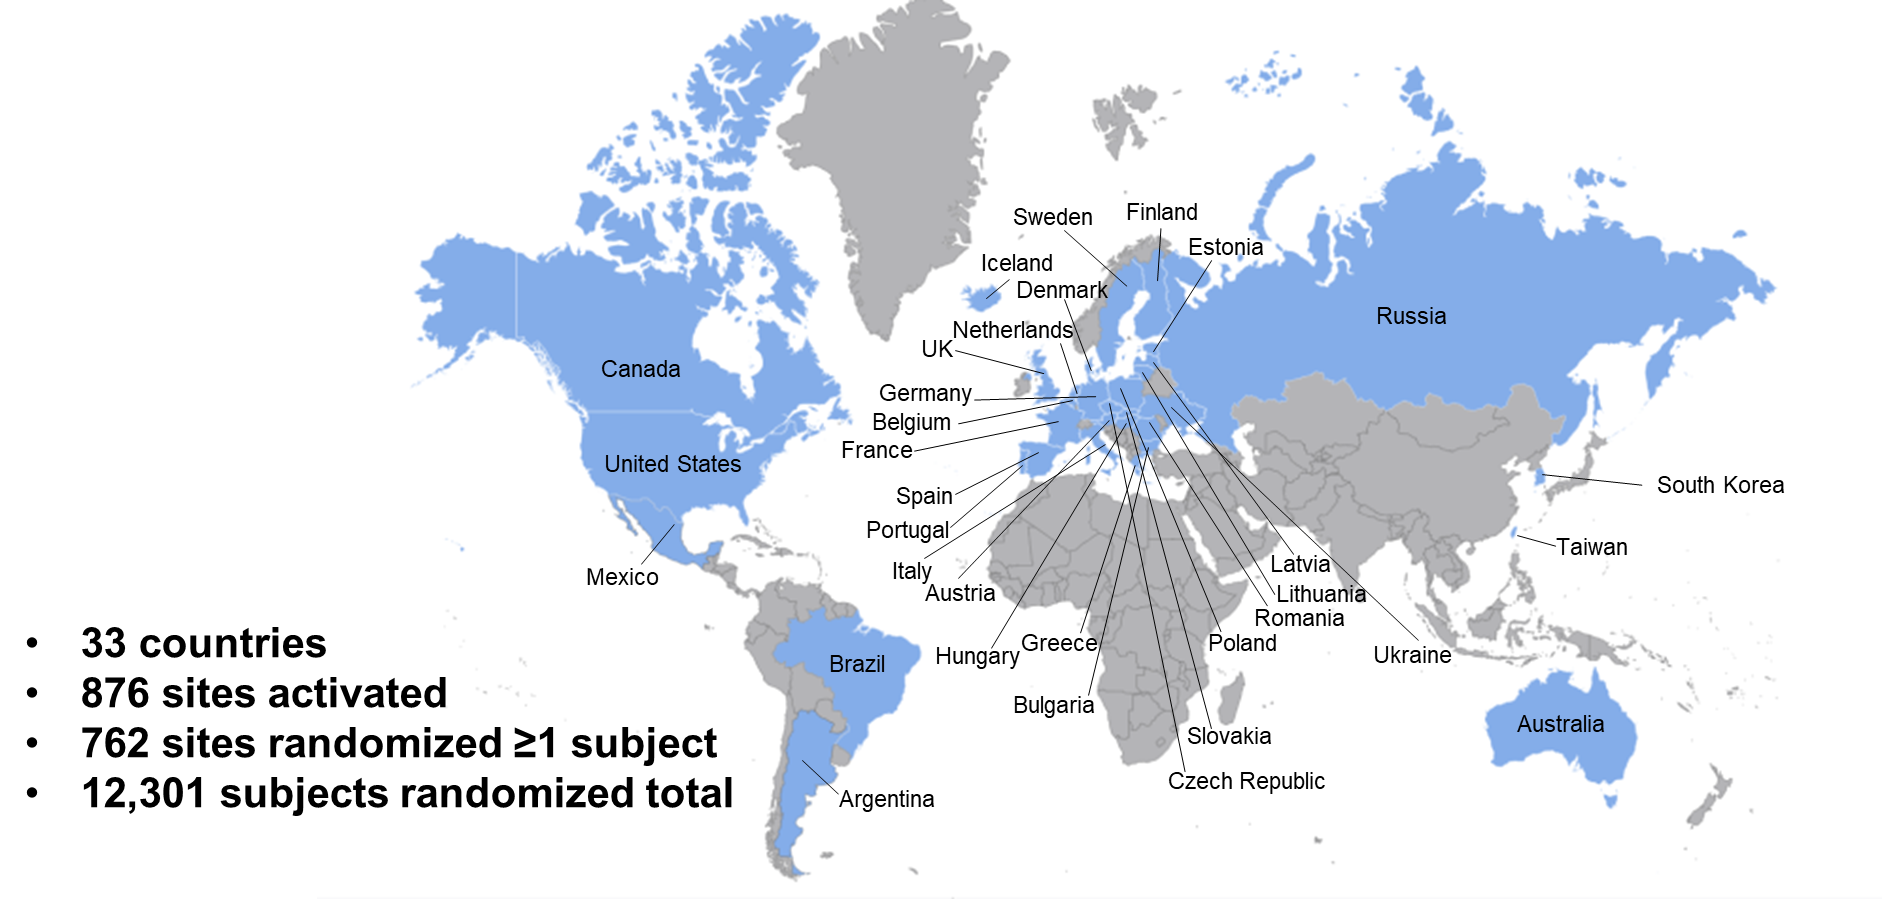 Sweden
Finland
Estonia
Iceland
Denmark
Russia
Netherlands
UK
Canada
Germany
Belgium
France
United States
South Korea
Spain
Portugal
Taiwan
Latvia
Italy
Mexico
Austria
Lithuania
Romania
Greece
Poland
Hungary
Ukraine
Brazil
Bulgaria
Australia
Slovakia
Czech Republic
Argentina
• 33 countries
• 876 sites activated
• 762 sites randomized ≥1 subject
• 12,301 subjects randomized total